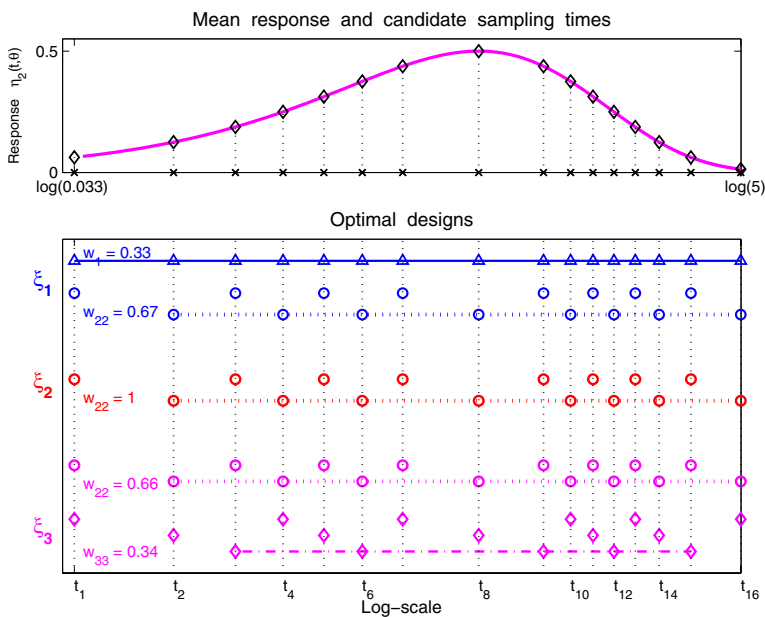 Mean response and candidate sampling times
Response η₂(t,θ)
0.5
0
log(0.033)
log(5)
Optimal designs
ξ₁
w₁ = 0.33
w₂₂ = 0.67
ξ₂
w₂₂ = 1
ξ₃
w₂₂ = 0.66
w₃₃ = 0.34
t₁ t₂ t₄ t₆ t₈ t₁₀ t₁₂ t₁₄ t₁₆
Log−scale